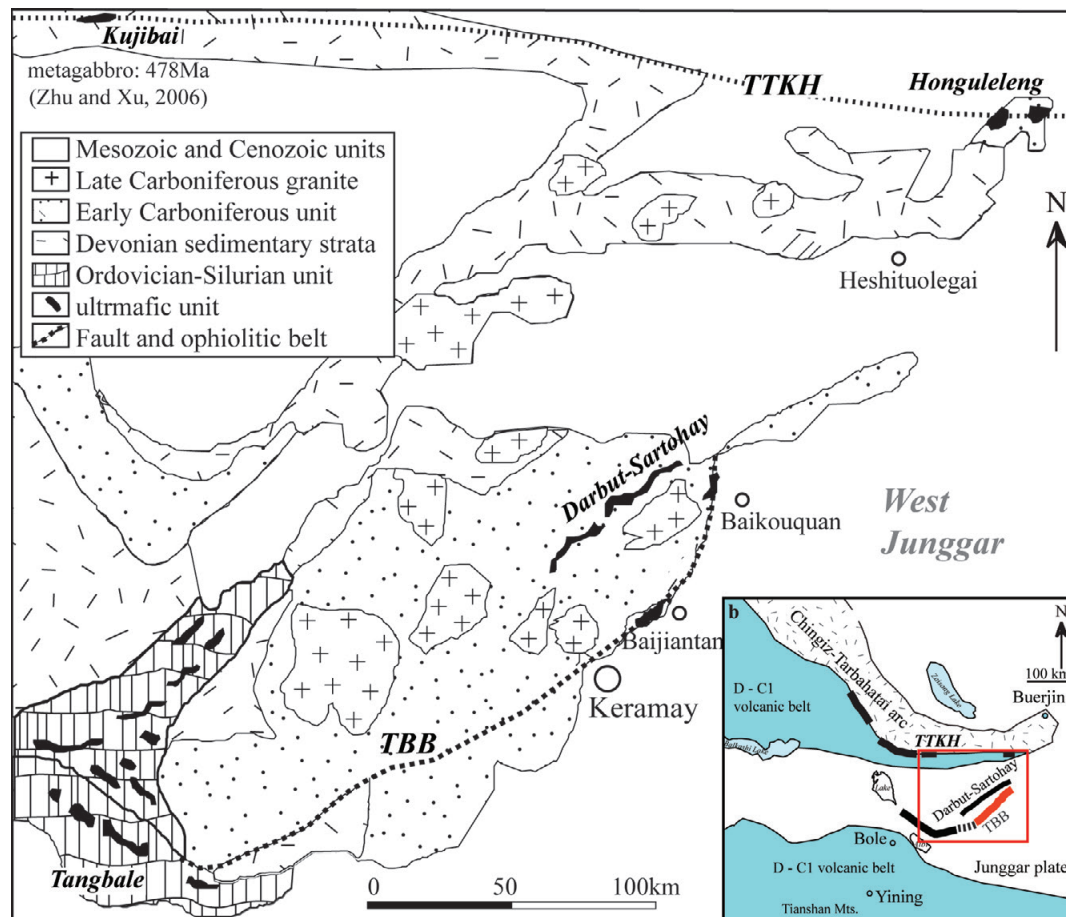 Kujibai
metagabbro: 478Ma
(Zhu and Xu, 2006)
TTKH
Honguleleng
Mesozoic and Cenozoic units
Late Carboniferous granite
Early Carboniferous unit
Devonian sedimentary strata
Ordovician-Silurian unit
ultrmafic unit
Fault and ophiolitic belt
N
Heshituolegai
Darbut-Sartohay
Baikouquan
West
Junggar
Baijiantan
Keramay
TBB
Tangbale
0 50 100km
b
N
100 km
Chingiz-Tarbahatai arc
Buerjin
D - C1
volcanic belt
TTKH
Lake
Darbut-Sartohay
TBB
Bole
Junggar plate
D - C1 volcanic belt
Yining
Tianshan Mts.